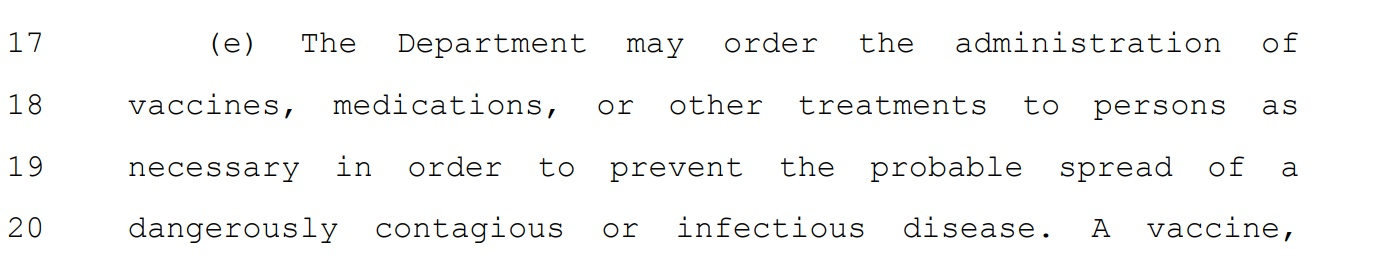 17 (e) The Department may order the administration of
18 vaccines, medications, or other treatments to persons as
19 necessary in order to prevent the probable spread of a
20 dangerously contagious or infectious disease. A vaccine,